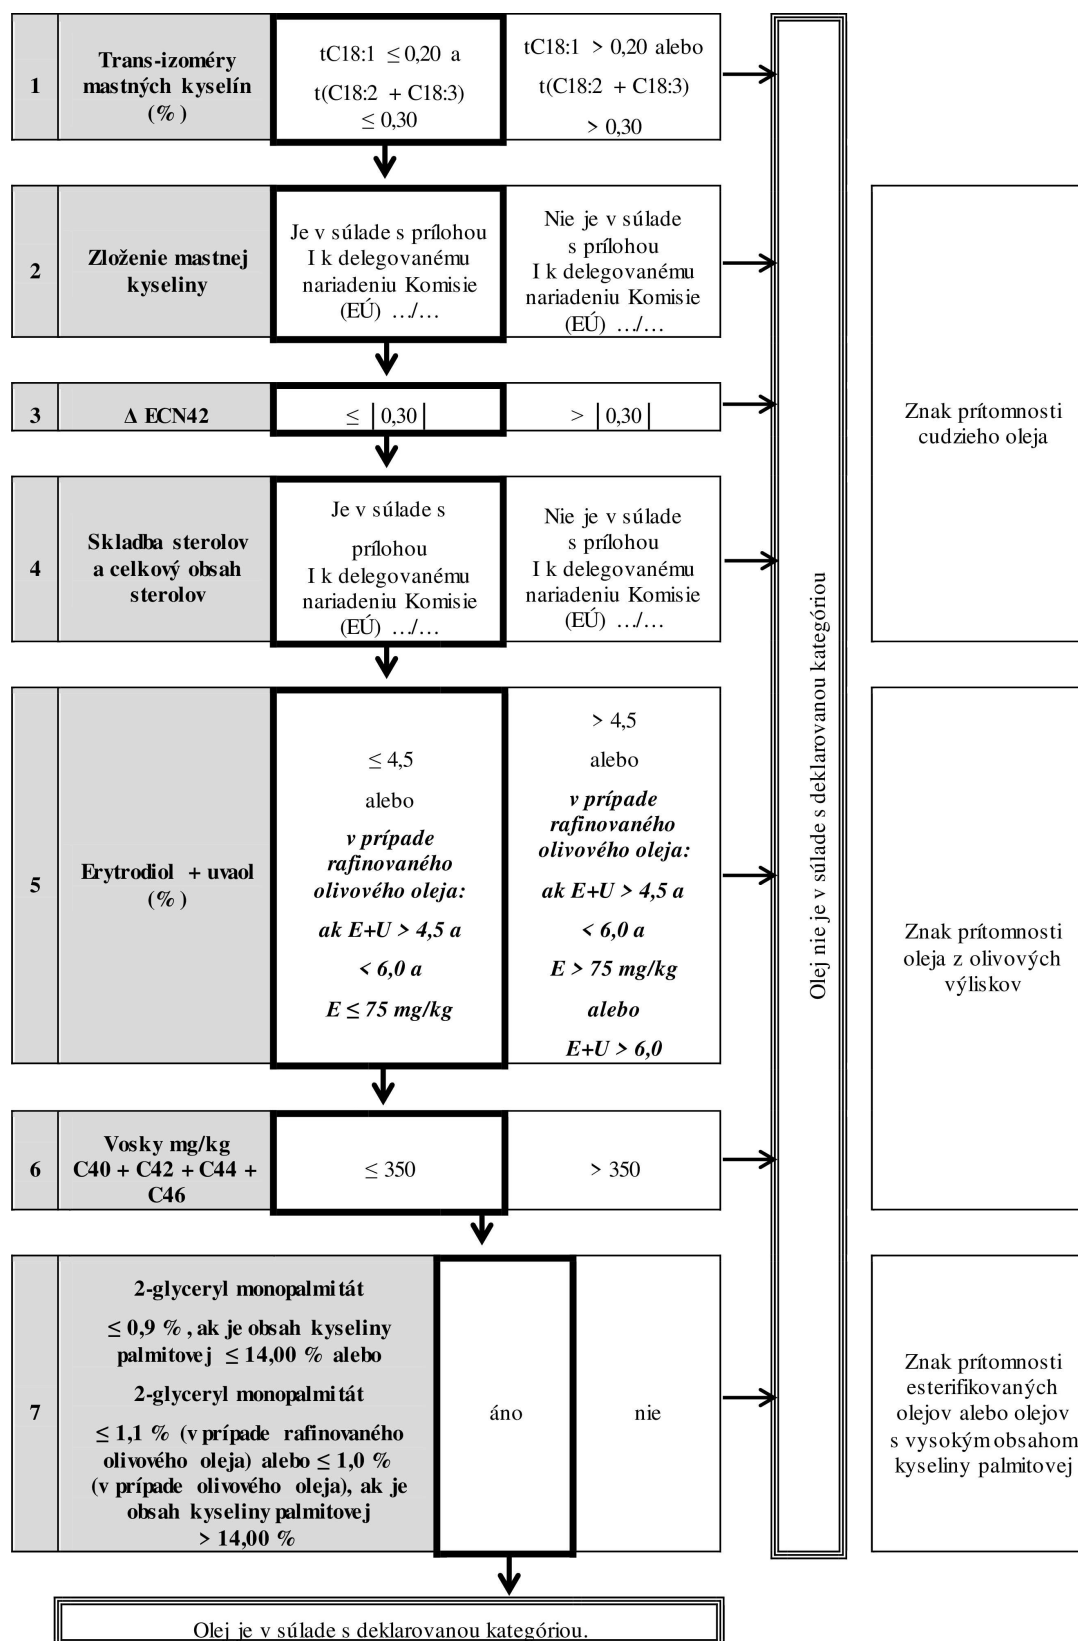 1
Trans-izoméry
mastných kyselín
(%)
tC18:1 ≤ 0,20 a
t(C18:2 + C18:3)
≤ 0,30
tC18:1 > 0,20 alebo
t(C18:2 + C18:3)
> 0,30
2
Zloženie mastnej
kyseliny
Je v súlade s prílohou
I k delegovanému
nariadeniu Komisie
(EÚ) …/…
Nie je v súlade
s prílohou
I k delegovanému
nariadeniu Komisie
(EÚ) …/…
3
Δ ECN42
≤ |0,30|
> |0,30|
4
Skladba sterolov
a celkový obsah
sterolov
Je v súlade s
prílohou
I k delegovanému
nariadeniu Komisie
(EÚ) …/…
Nie je v súlade
s prílohou
I k delegovanému
nariadeniu Komisie
(EÚ) …/…
Znak prítomnosti
cudzieho oleja
5
Erytrodiol + uvaol
(%)
≤ 4,5
alebo
v prípade
rafinovaného
olivového oleja:
ak E+U > 4,5 a
< 6,0 a
E ≤ 75 mg/kg
> 4,5
alebo
v prípade
rafinovaného
olivového oleja:
ak E+U > 4,5 a
< 6,0 a
E > 75 mg/kg
alebo
E+U > 6,0
6
Vosky mg/kg
C40 + C42 + C44 +
C46
≤ 350
> 350
Znak prítomnosti
oleja z olivových
výliskov
7
2-glyceryl monopalmitát
≤ 0,9 % , ak je obsah kyseliny
palmitovej ≤ 14,00 % alebo
2-glyceryl monopalmitát
≤ 1,1 % (v prípade rafinovaného
olivového oleja) alebo ≤ 1,0 %
(v prípade olivového oleja), ak je
obsah kyseliny palmitovej
> 14,00 %
áno
nie
Znak prítomnosti
esterifikovaných
olejov alebo olejov
s vysokým obsahom
kyseliny palmitovej
Olej nie je v súlade s deklarovanou kategóriou
Olej je v súlade s deklarovanou kategóriou.